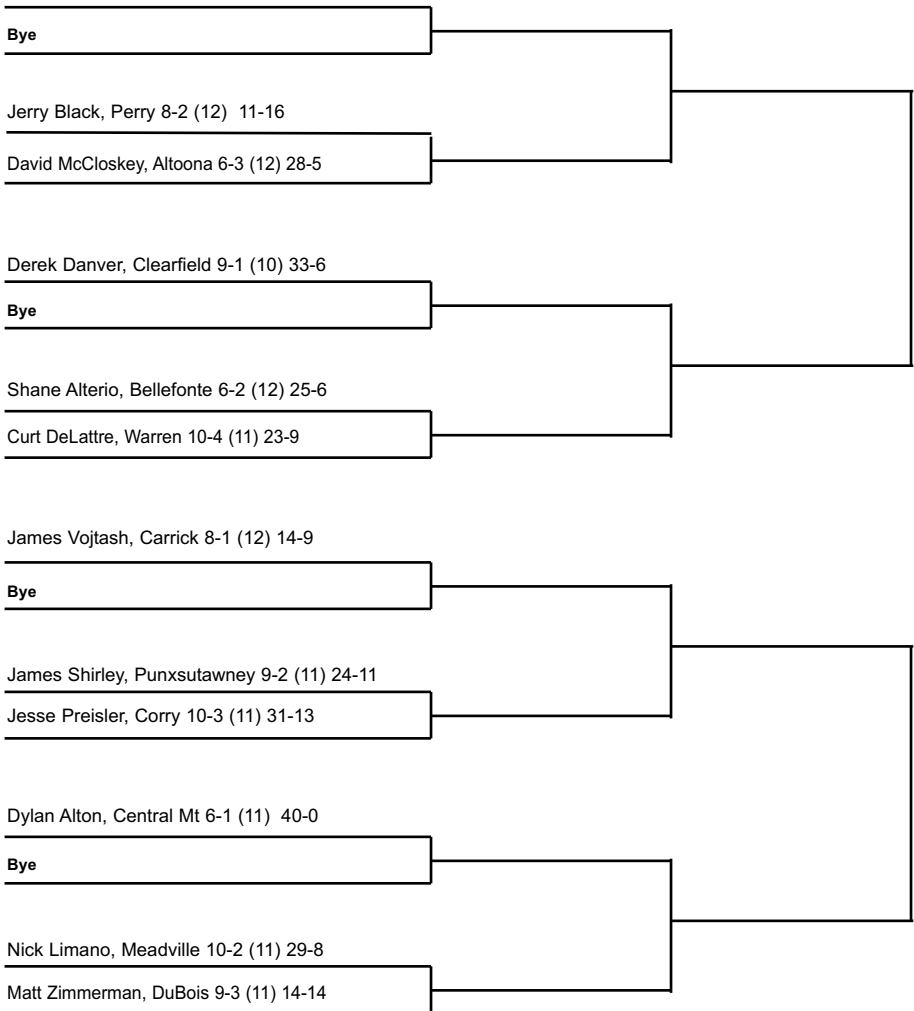 Bye
Jerry Black, Perry 8-2 (12)  11-16
David McCloskey, Altoona 6-3 (12) 28-5
Derek Danver, Clearfield 9-1 (10) 33-6
Bye
Shane Alterio, Bellefonte 6-2 (12) 25-6
Curt DeLattre, Warren 10-4 (11) 23-9
James Vojtash, Carrick 8-1 (12) 14-9
Bye
James Shirley, Punxsutawney 9-2 (11) 24-11
Jesse Preisler, Corry 10-3 (11) 31-13
Dylan Alton, Central Mt 6-1 (11)  40-0
Bye
Nick Limano, Meadville 10-2 (11) 29-8
Matt Zimmerman, DuBois 9-3 (11) 14-14